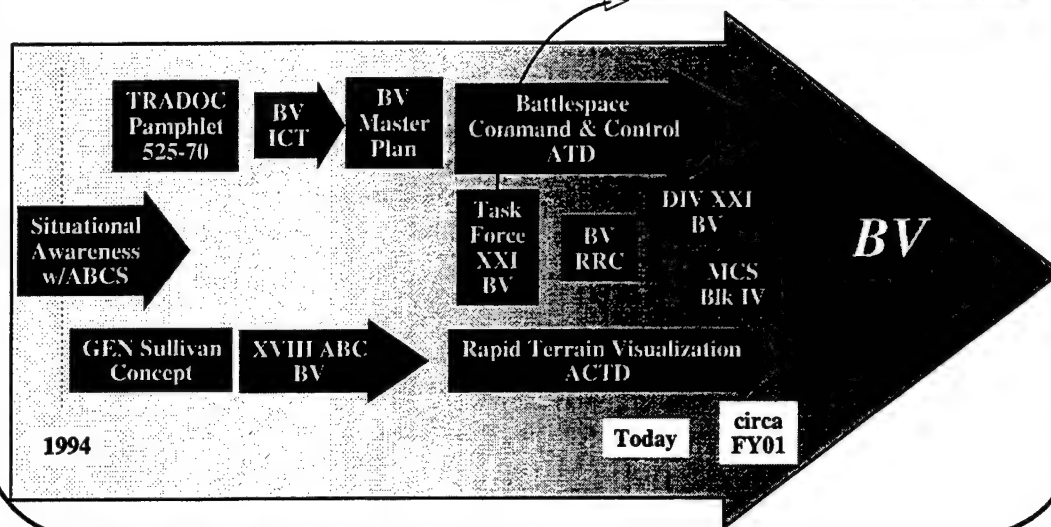 TRADOC
Pamphlet
525-70
BV
ICT
BV
Master
Plan
Battlespace
Command & Control
ATD
Situational
Awareness
w/ABCS
Task
Force
XXI
BV
BV
RRC
DIV XXI
BV
MCS
Blk IV
BV
GEN Sullivan
Concept
XVIII ABC
BV
Rapid Terrain Visualization
ACTD
1994
Today
circa
FY01